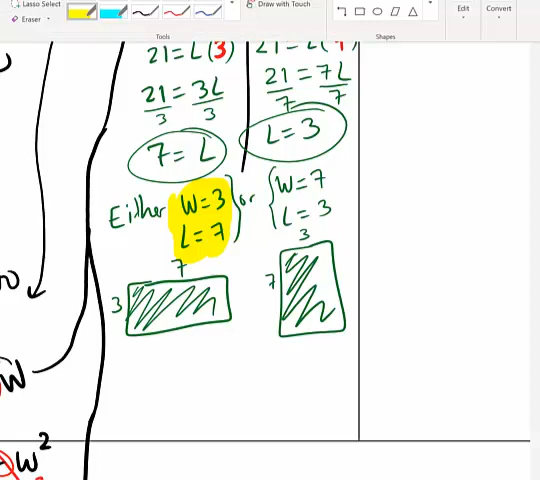 Lasso Select
Eraser
Tools
Draw with Touch
Shapes
Edit
Convert
21 = L(3)
21 = 3L
3 3
7 = L
21 = 7L
7 7
L = 3
Either W = 3
L = 7
or
W = 7
L = 3
7
3
3
7
W
W²